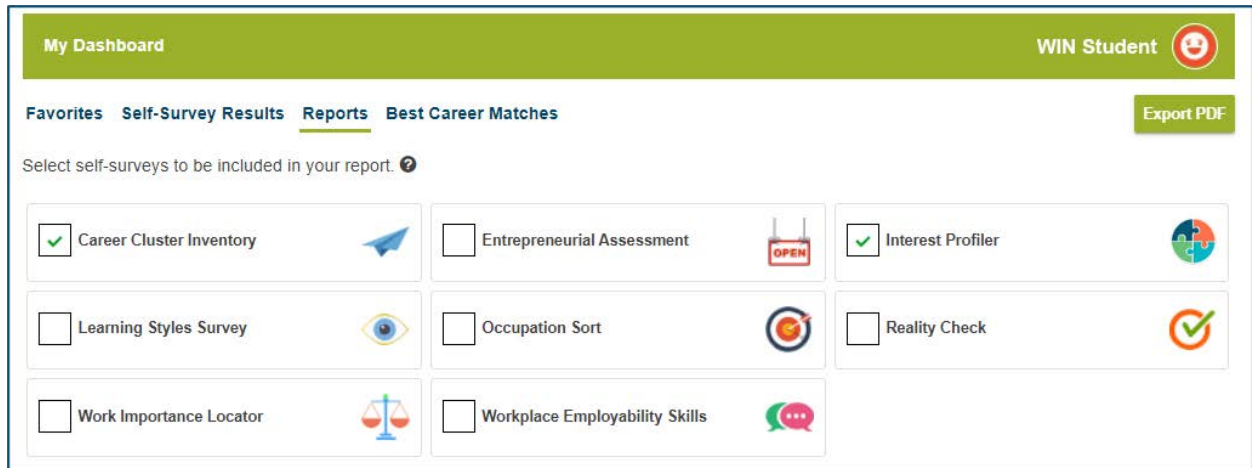 My Dashboard
WIN Student
Favorites Self-Survey Results Reports Best Career Matches
Export PDF
Select self-surveys to be included in your report. ?
Career Cluster Inventory
Entrepreneurial Assessment
OPEN
Interest Profiler
Learning Styles Survey
Occupation Sort
Reality Check
Work Importance Locator
Workplace Employability Skills